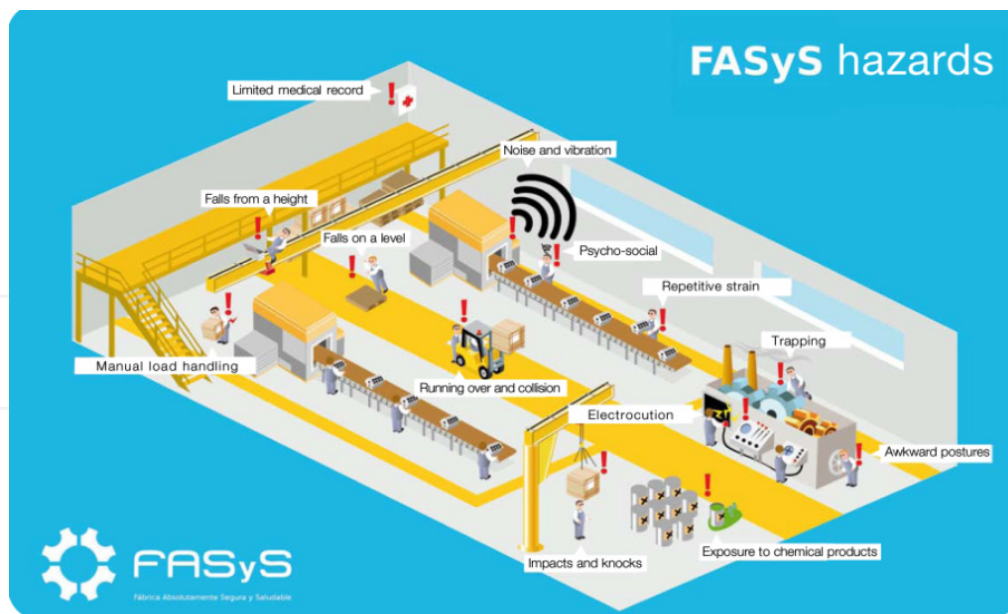 FASyS hazards
Limited medical record
Noise and vibration
Falls from a height
Falls on a level
Psycho-social
Repetitive strain
Trapping
Manual load handling
Running over and collision
Electrocution
Awkward postures
Impacts and knocks
Exposure to chemical products
FASyS
Fábrica Absolutamente Segura y Saludable